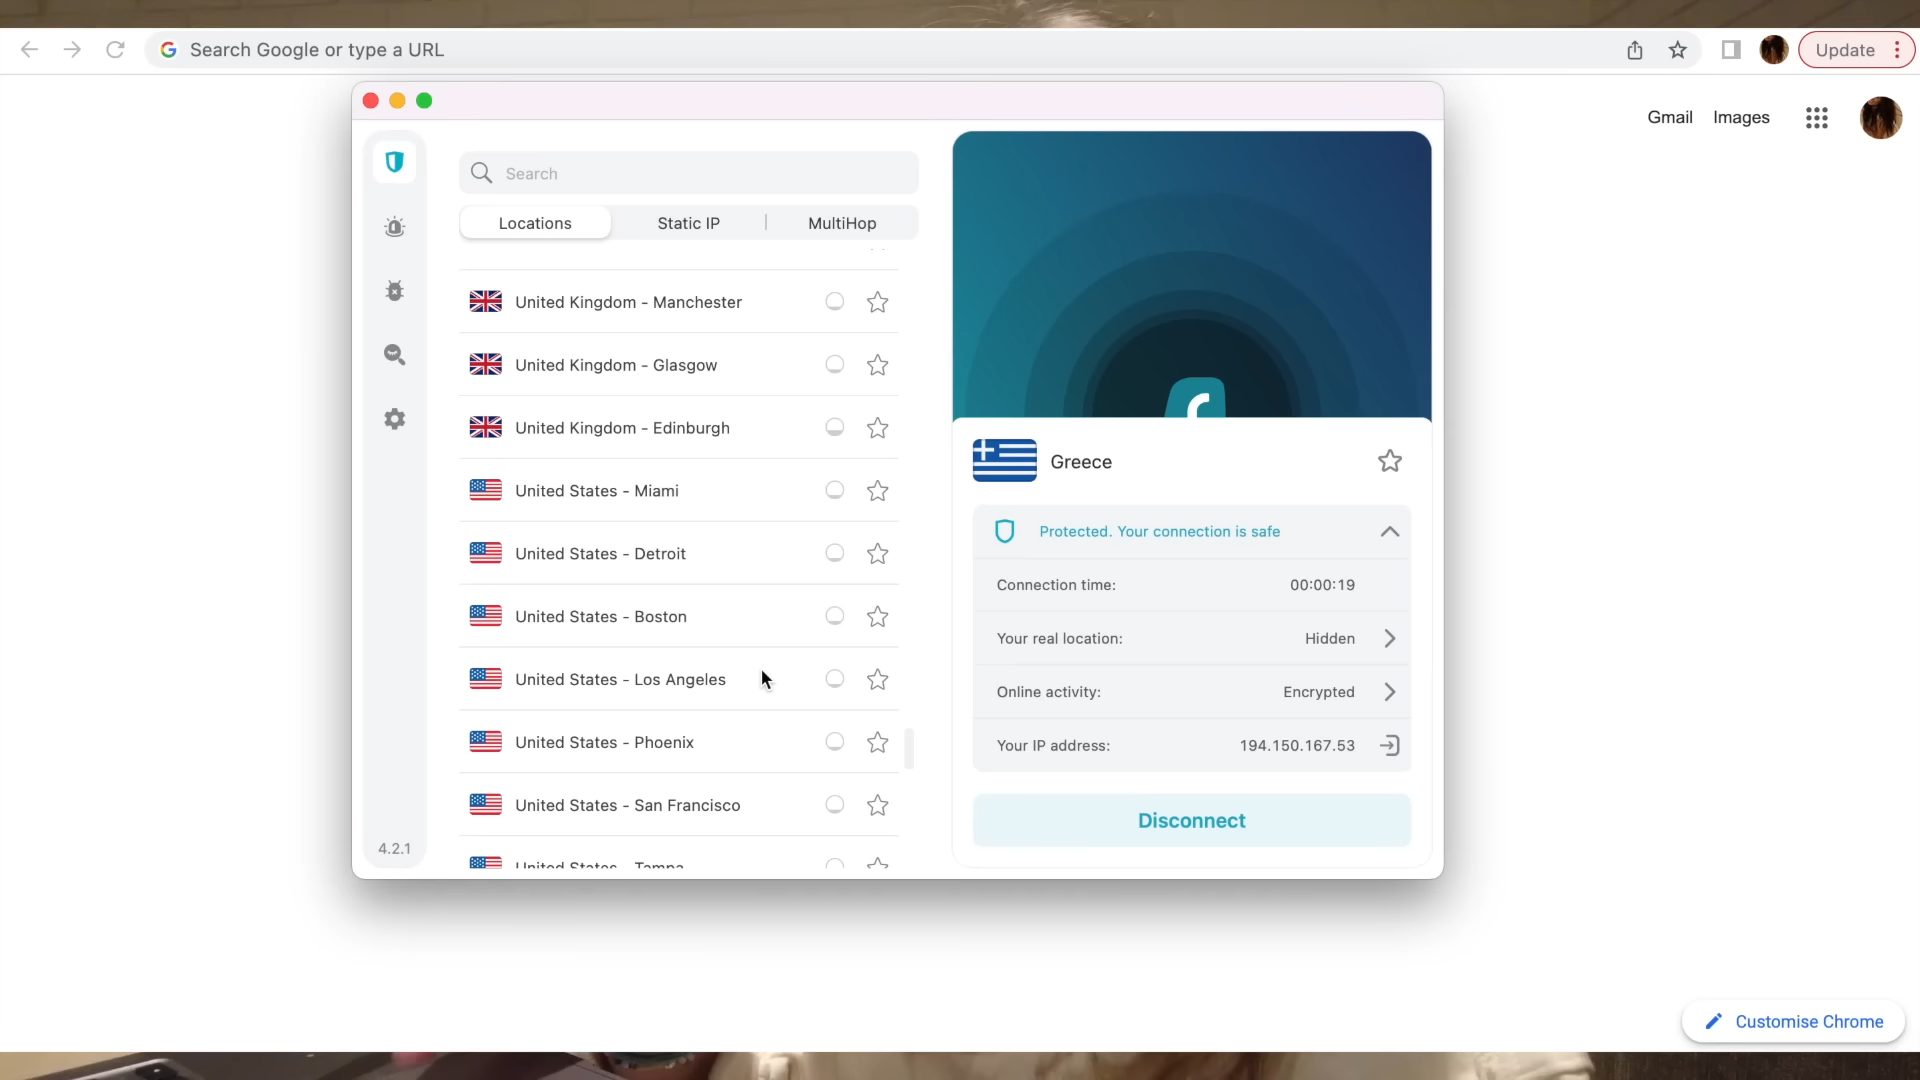 Search Google or type a URL
Update
Gmail Images
Search
Locations Static IP MultiHop
United Kingdom - Manchester
United Kingdom - Glasgow
United Kingdom - Edinburgh
United States - Miami
United States - Detroit
United States - Boston
United States - Los Angeles
United States - Phoenix
United States - San Francisco
United States - Tampa
4.2.1
Greece
Protected. Your connection is safe
Connection time: 00:00:19
Your real location: Hidden
Online activity: Encrypted
Your IP address: 194.150.167.53
Disconnect
Customise Chrome